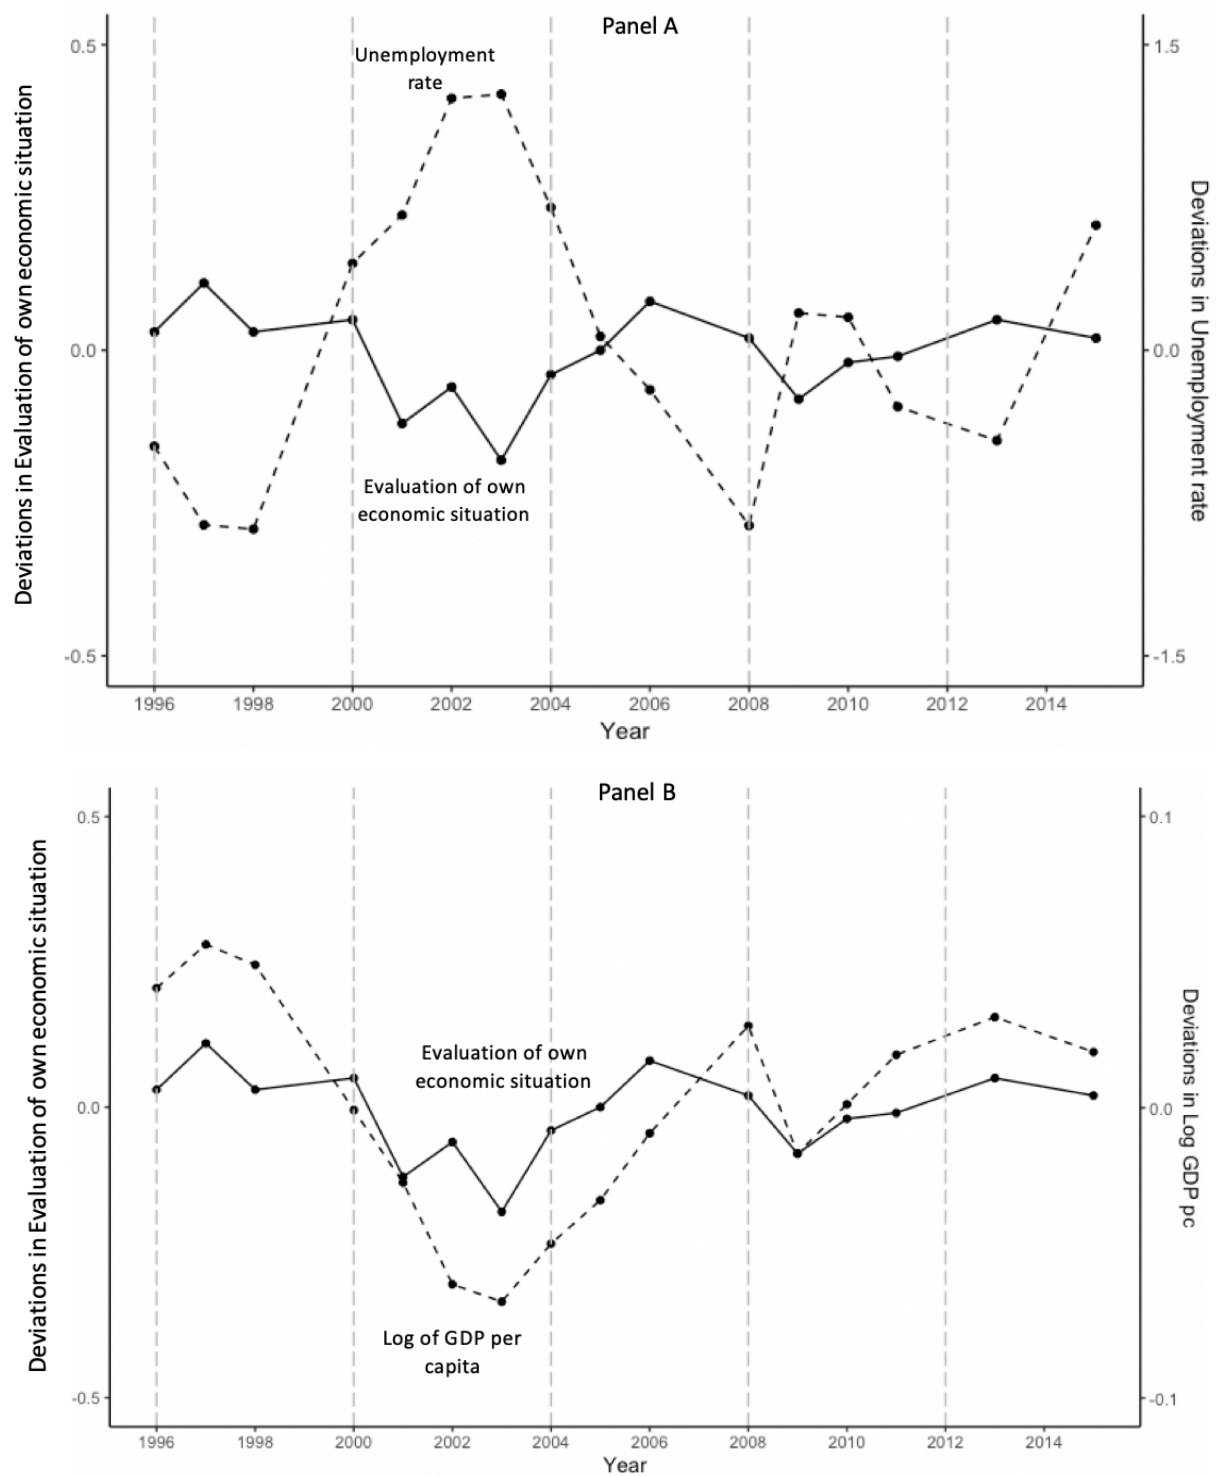 Panel A
0.5
0.0
-0.5
Deviations in Evaluation of own economic situation
Unemployment
rate
Evaluation of own
economic situation
1.5
0.0
-1.5
Deviations in Unemployment rate
1996 1998 2000 2002 2004 2006 2008 2010 2012 2014
Year
Panel B
0.5
0.0
-0.5
Deviations in Evaluation of own economic situation
Evaluation of own
economic situation
Log of GDP per
capita
0.1
0.0
-0.1
Deviations in Log GDP pc
1996 1998 2000 2002 2004 2006 2008 2010 2012 2014
Year